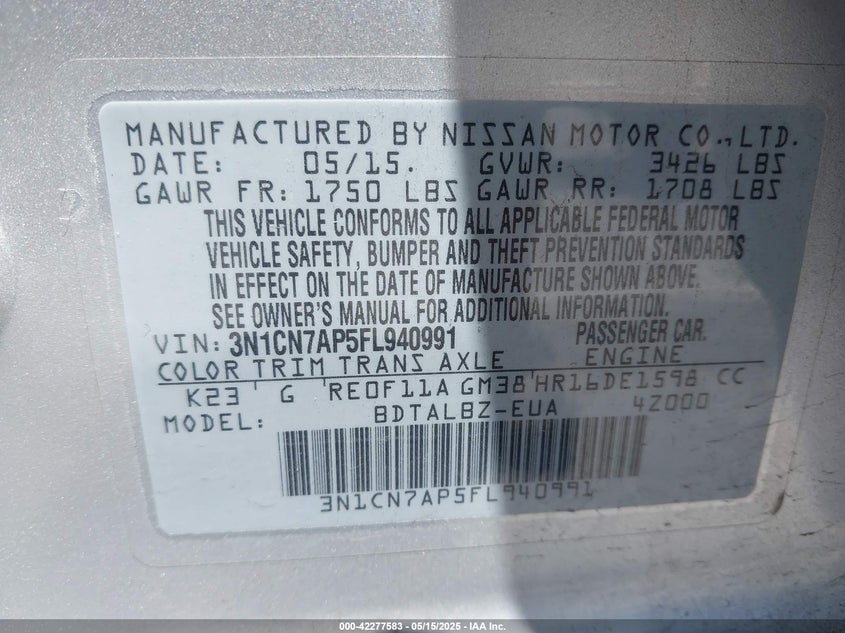 MANUFACTURED BY NISSAN MOTOR CO., LTD.
DATE: 05/15. GVWR: 3426 LBS
GAWR FR: 1750 LBS GAWR RR: 1708 LBS
THIS VEHICLE CONFORMS TO ALL APPLICABLE FEDERAL MOTOR
VEHICLE SAFETY, BUMPER AND THEFT PREVENTION STANDARDS
IN EFFECT ON THE DATE OF MANUFACTURE SHOWN ABOVE.
SEE OWNER'S MANUAL FOR ADDITIONAL INFORMATION.
VIN: 3N1CN7AP5FL940991 PASSENGER CAR.
COLOR TRIM TRANS AXLE ENGINE
K23 ' G ' RE0F11A GM38 ' HR16DE1598 CC
MODEL: BDTALBZ-EUA 4Z000
3N1CN7AP5FL940991
000-42277583 - 05/15/2025 - IAA Inc.